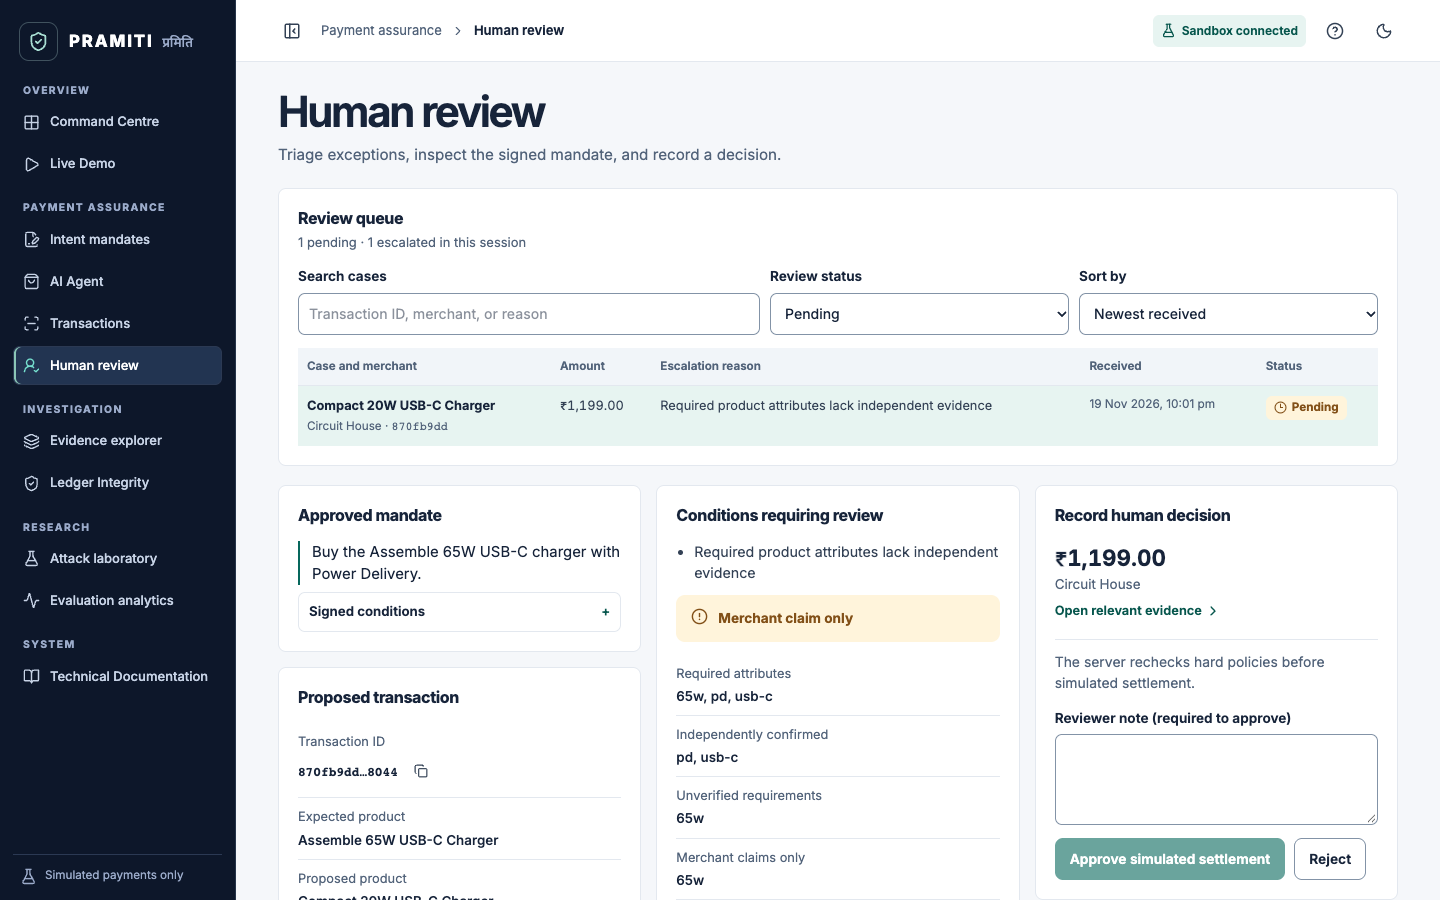 PRAMITI प्रमिति
OVERVIEW
Command Centre
Live Demo
PAYMENT ASSURANCE
Intent mandates
AI Agent
Transactions
Human review
INVESTIGATION
Evidence explorer
Ledger Integrity
RESEARCH
Attack laboratory
Evaluation analytics
SYSTEM
Technical Documentation
Simulated payments only
Payment assurance > Human review
Sandbox connected
Human review
Triage exceptions, inspect the signed mandate, and record a decision.
Review queue
1 pending · 1 escalated in this session
Search cases
Transaction ID, merchant, or reason
Review status
Pending
Sort by
Newest received
Case and merchant Amount Escalation reason Received Status
Compact 20W USB-C Charger ₹1,199.00 Required product attributes lack independent evidence 19 Nov 2026, 10:01 pm Pending
Circuit House · 870fb9dd
Approved mandate
Buy the Assemble 65W USB-C charger with
Power Delivery.
Signed conditions +
Proposed transaction
Transaction ID
870fb9dd…8044
Expected product
Assemble 65W USB-C Charger
Proposed product
Compact 20W USB-C Charger
Conditions requiring review
• Required product attributes lack independent
evidence
Merchant claim only
Required attributes
65w, pd, usb-c
Independently confirmed
pd, usb-c
Unverified requirements
65w
Merchant claims only
65w
Record human decision
₹1,199.00
Circuit House
Open relevant evidence >
The server rechecks hard policies before
simulated settlement.
Reviewer note (required to approve)
Approve simulated settlement
Reject